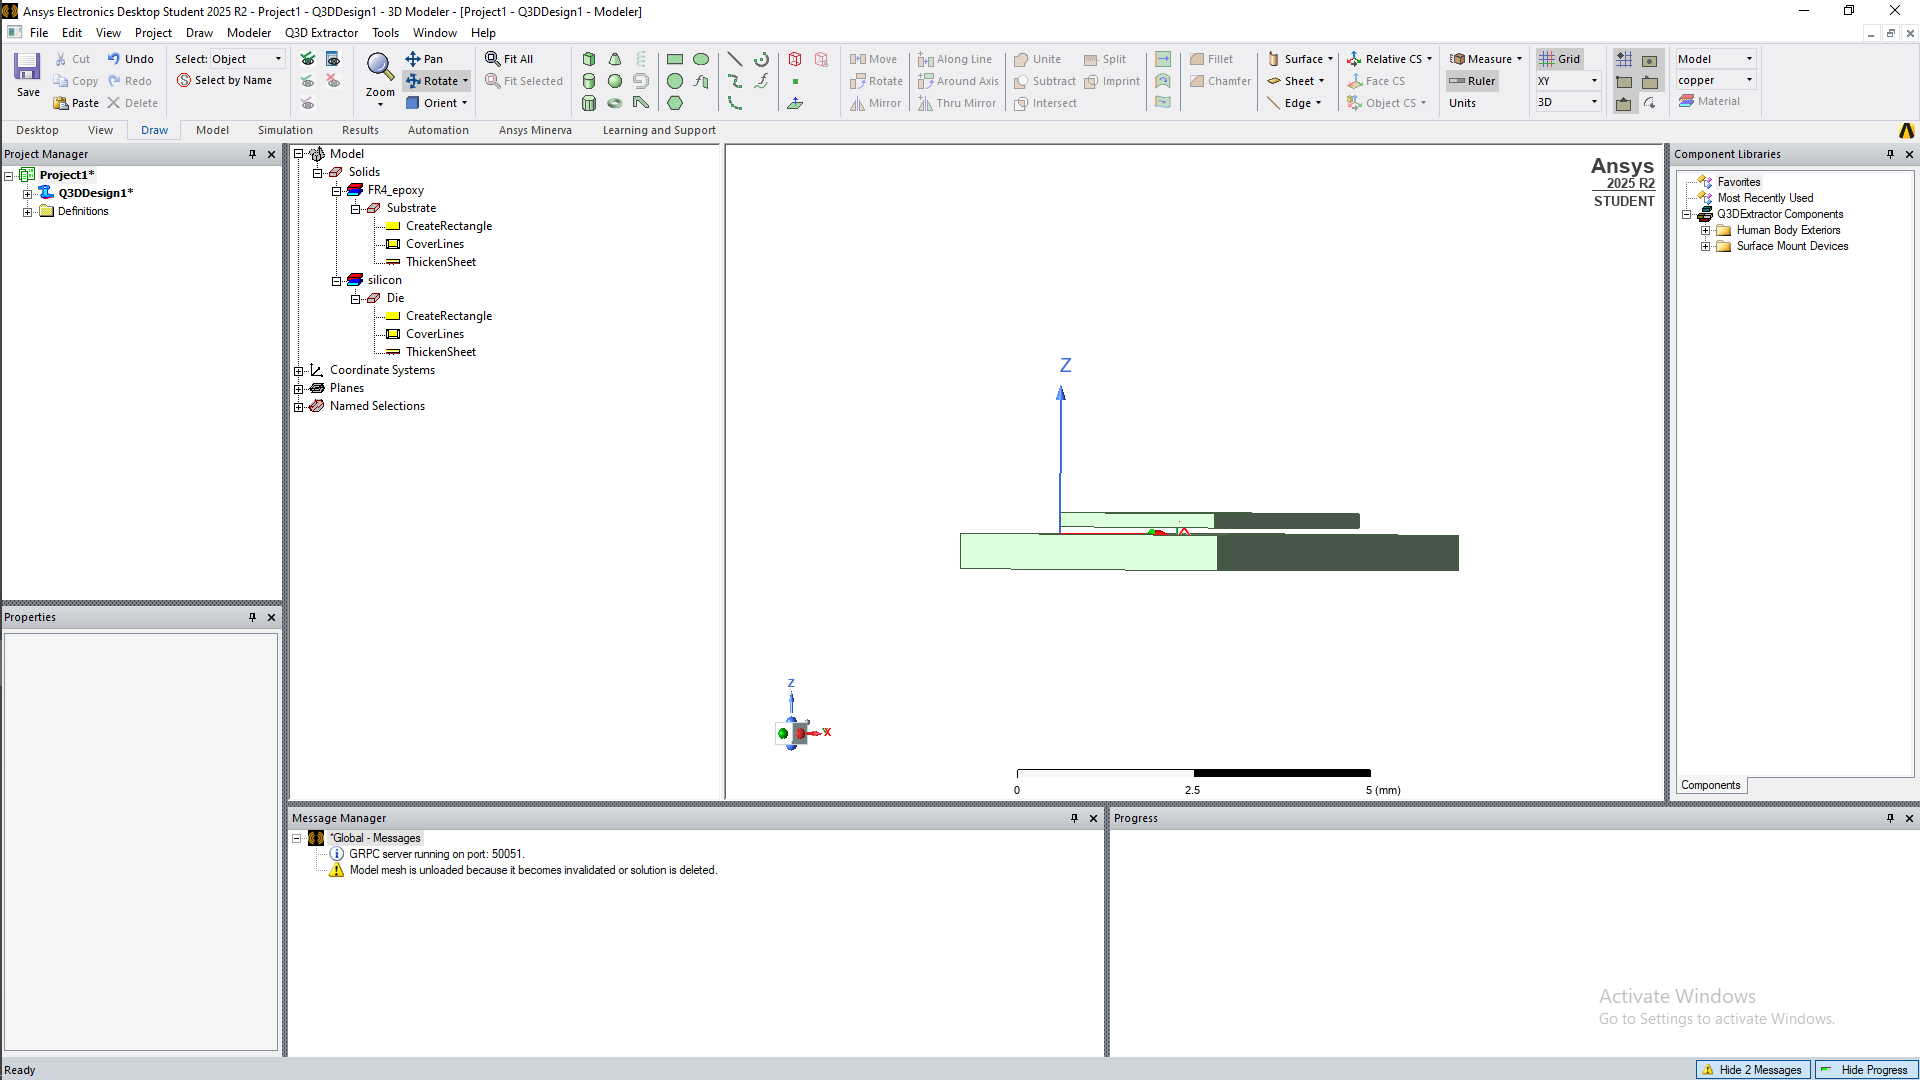 Ansys Electronics Desktop Student 2025 R2 - Project1 - Q3DDesign1 - 3D Modeler - [Project1 - Q3DDesign1 - Modeler]
File Edit View Project Draw Modeler Q3D Extractor Tools Window Help
Save
Cut
Copy
Paste
Undo
Redo
Delete
Select: Object
Select by Name
Zoom
Pan
Rotate
Orient
Fit All
Fit Selected
Move
Rotate
Mirror
Along Line
Around Axis
Thru Mirror
Unite
Subtract
Intersect
Split
Imprint
Fillet
Chamfer
Surface
Sheet
Edge
Relative CS
Face CS
Object CS
Measure
Ruler
Units
Grid
XY
3D
Model
copper
Material
Desktop View Draw Model Simulation Results Automation Ansys Minerva Learning and Support
Project Manager
Project1*
Q3DDesign1*
Definitions
Properties
Model
Solids
FR4_epoxy
Substrate
CreateRectangle
CoverLines
ThickenSheet
silicon
Die
CreateRectangle
CoverLines
ThickenSheet
Coordinate Systems
Planes
Named Selections
Ansys
2025 R2
STUDENT
Z
Z
X
0 2.5 5 (mm)
Component Libraries
Favorites
Most Recently Used
Q3DExtractor Components
Human Body Exteriors
Surface Mount Devices
Components
Message Manager
*Global - Messages
GRPC server running on port: 50051.
Model mesh is unloaded because it becomes invalidated or solution is deleted.
Progress
Activate Windows
Go to Settings to activate Windows.
Ready
Hide 2 Messages
Hide Progress